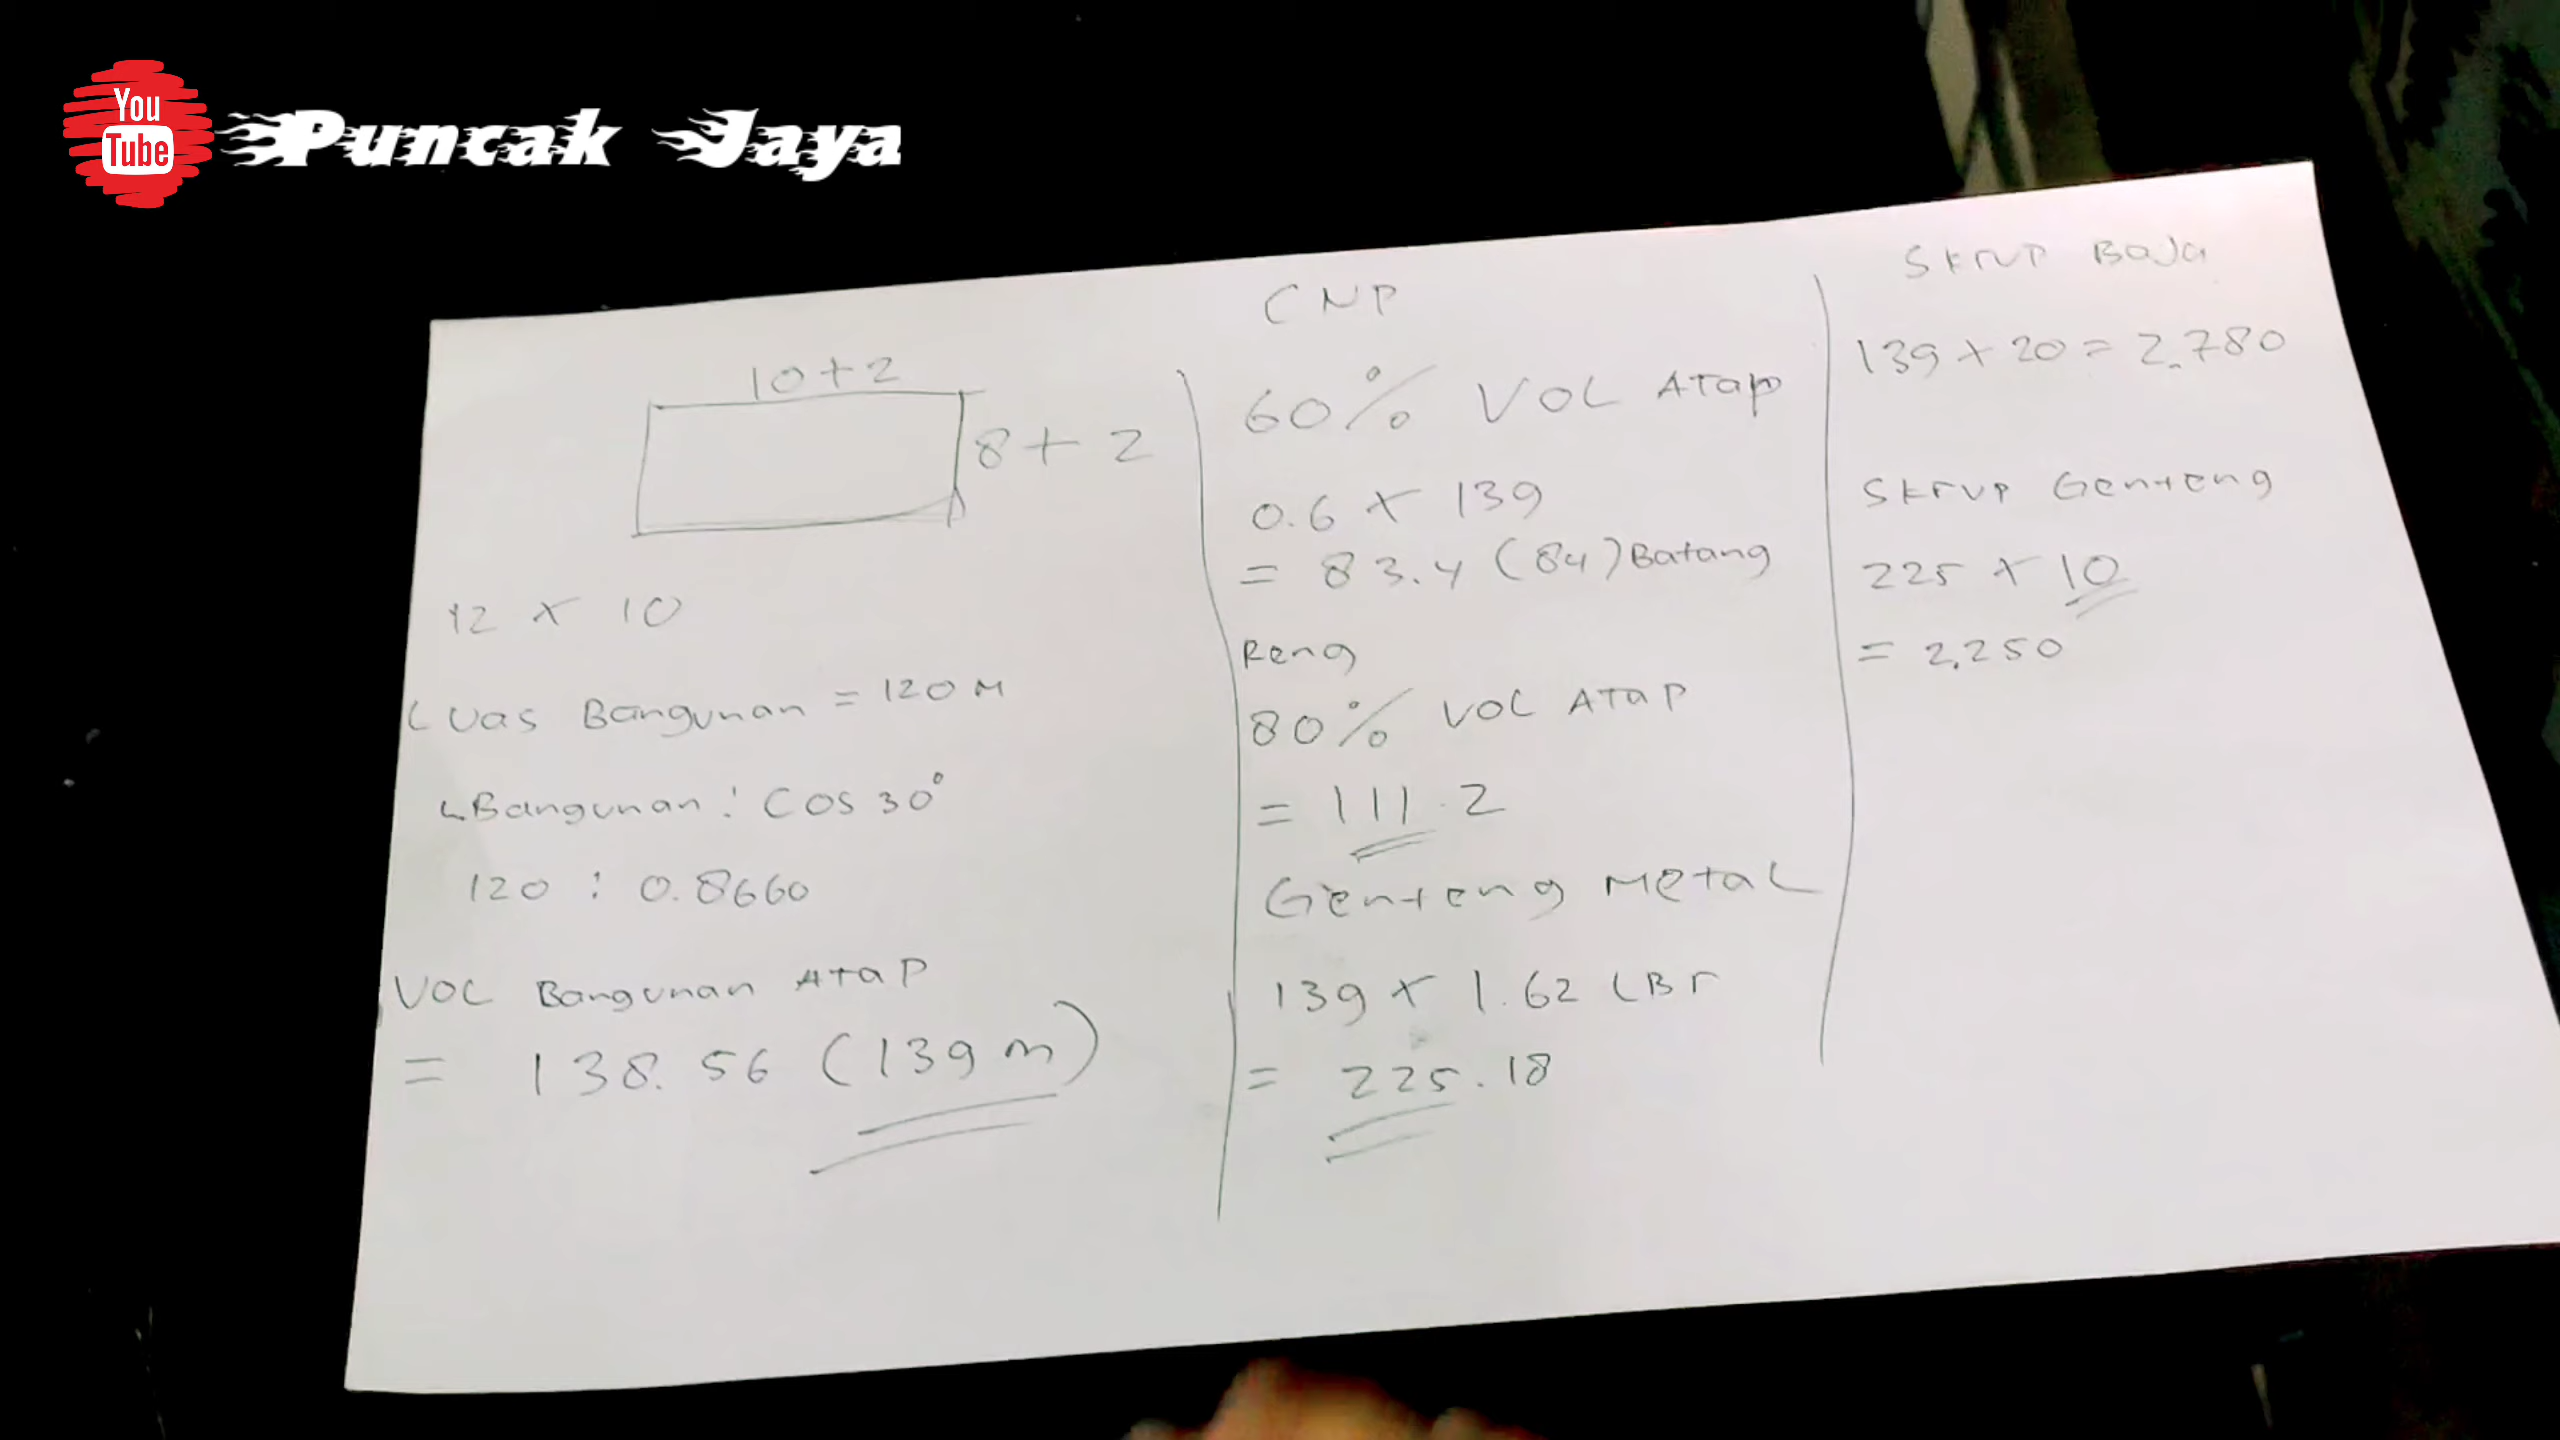 You
Tube
Puncak Jaya
10+2
8+2
12 x 10
Luas Bangunan = 120 M
L Bangunan : COS 30°
120 : 0.8660
VOL Bangunan ATaP
= 138.56 (139 m)
CNP
60% VOL ATap
0.6 x 139
= 83.4 (84) Batang
Reng
80% VOL ATaP
= 111.2
Genteng Metal
139 x 1.62 LBr
= 225.18
Skrup Baja
139 x 20 = 2.780
Skrup Genteng
225 x 10
= 2.250